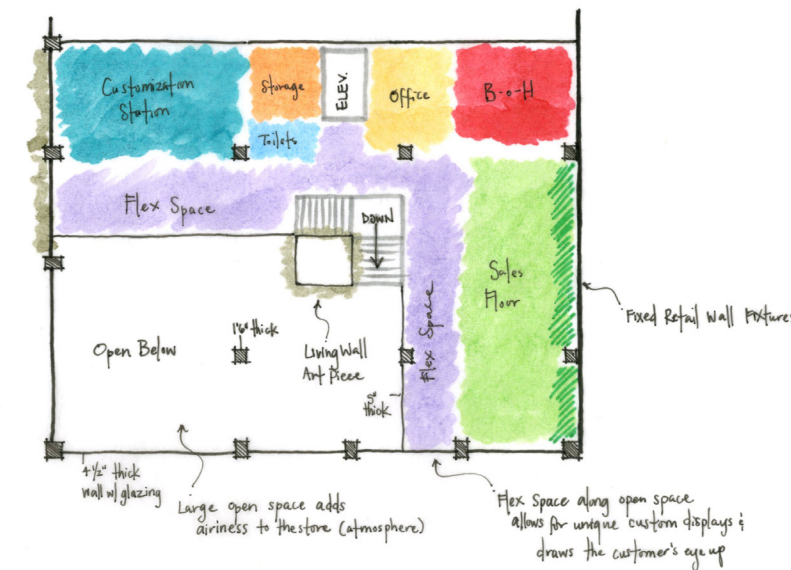 Customization
Station
Storage
ELEV.
Office
B-o-H
Toilets
Flex Space
DOWN
Sales
Floor
Flex Space
Fixed Retail Wall Fixtures
1'6" thick
Open Below
Living Wall
Art Piece
5"
thick
4 1/2" thick
wall w/ glazing
Large open space adds
airiness to the store (atmosphere)
Flex Space along open space
allows for unique custom displays &
draws the customer's eye up